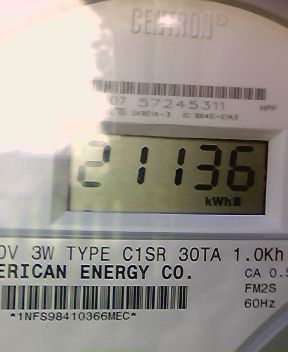 CENTRON®
07 57245311 HPP
21136
kWh
0V 3W TYPE C1SR 30TA 1.0Kh
ERICAN ENERGY CO.
CA 0.5
FM2S
60Hz
*1NFS98410366MEC*